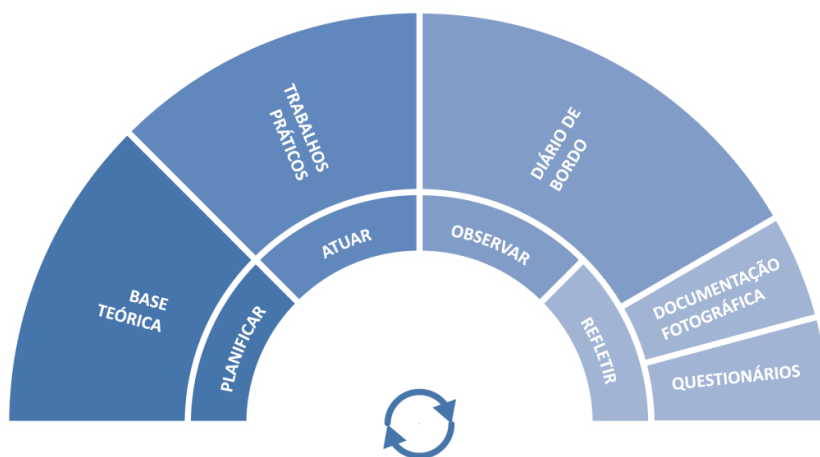 BASE
TEÓRICA
PLANIFICAR
TRABALHOS
PRÁTICOS
ATUAR
DIÁRIO DE
BORDO
OBSERVAR
DOCUMENTAÇÃO
FOTOGRÁFICA
REFLETIR
QUESTIONÁRIOS